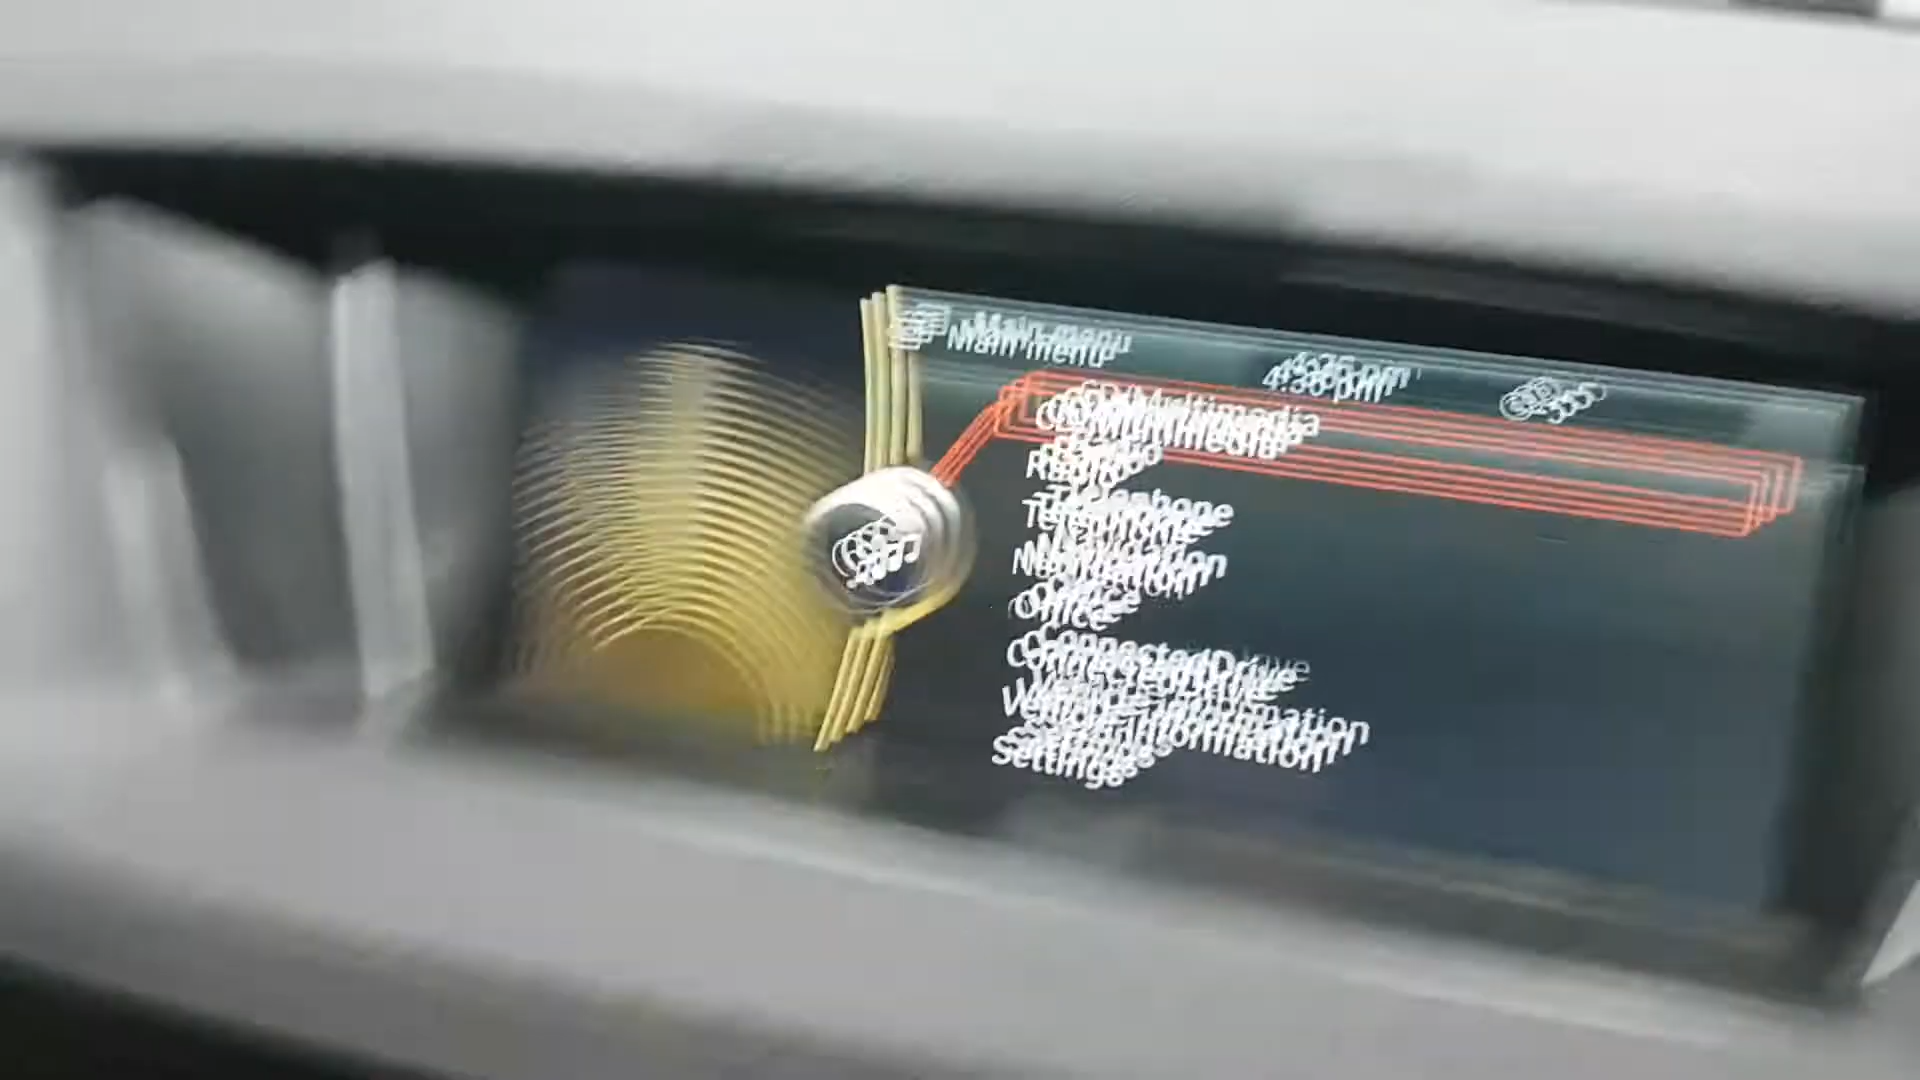 Main menu
4:36 pm
CD/Multimedia
Radio
Telephone
Navigation
Office
ConnectedDrive
Vehicle information
Settings